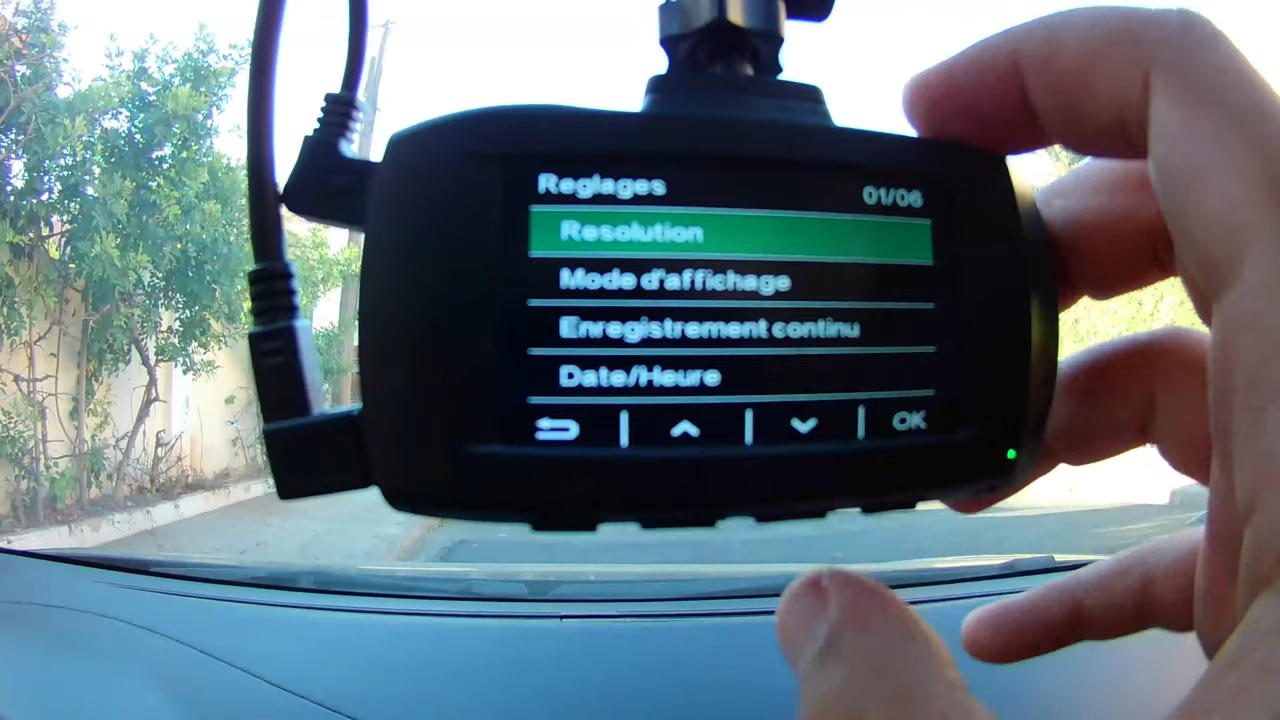 Reglages
01/06
Resolution
Mode d'affichage
Enregistrement continu
Date/Heure
OK